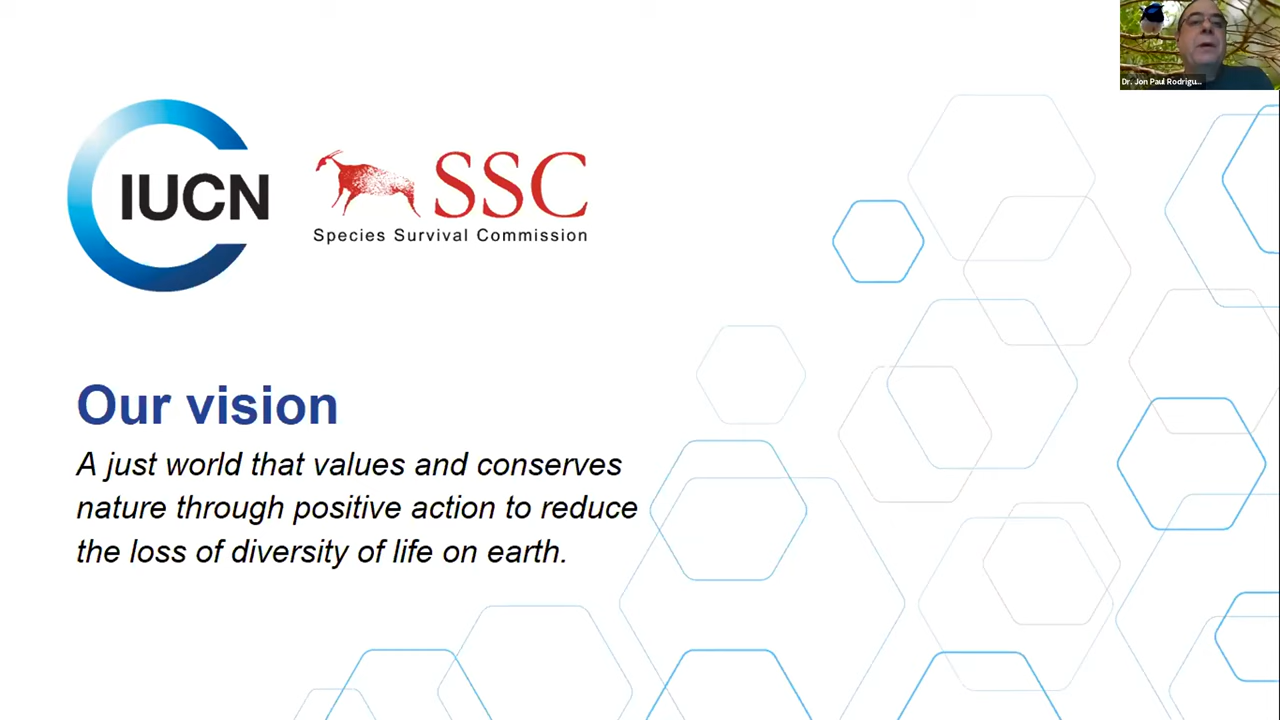 Dr. Jon Paul Rodrigu...
IUCN
SSC
Species Survival Commission
Our vision
A just world that values and conserves
nature through positive action to reduce
the loss of diversity of life on earth.